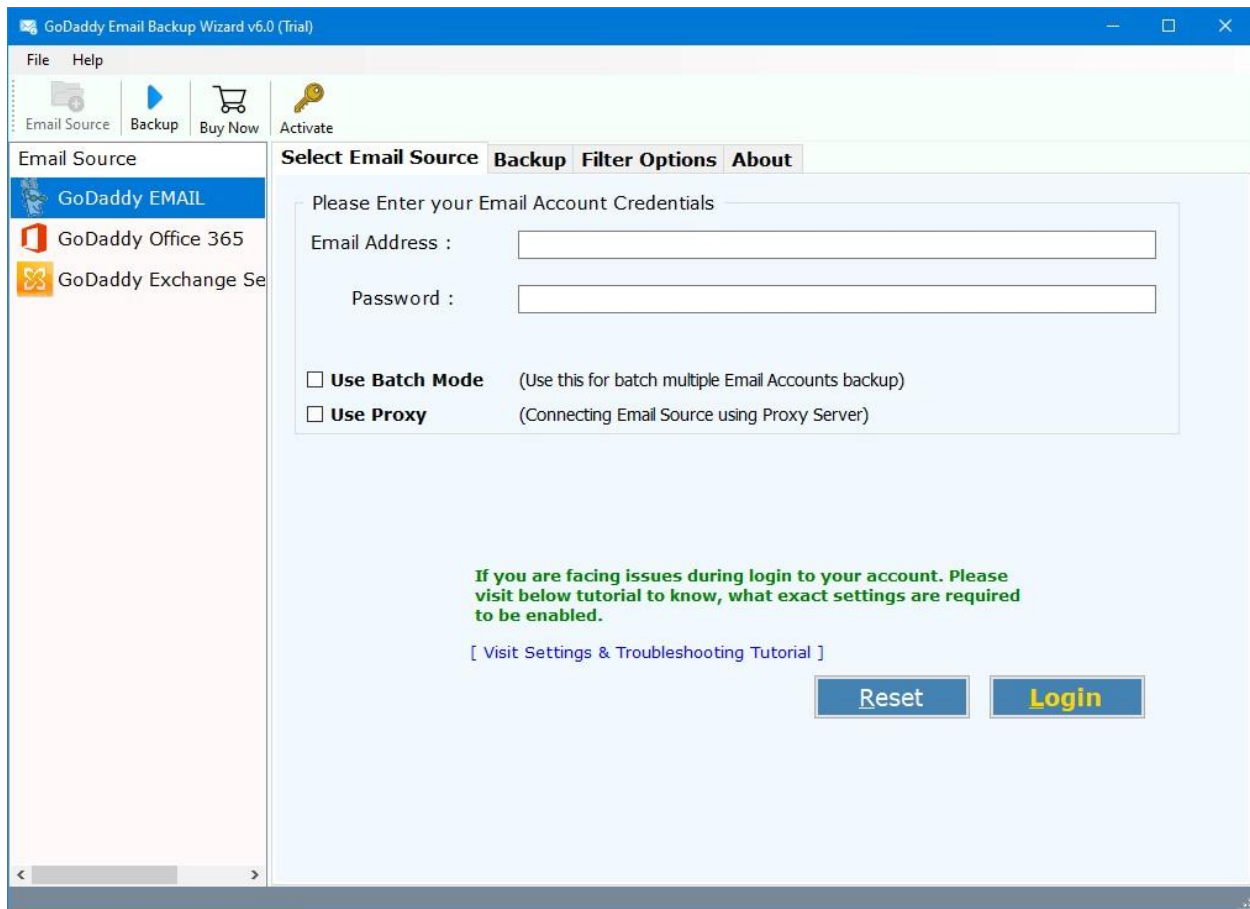 GoDaddy Email Backup Wizard v6.0 (Trial)
File Help
Email Source Backup Buy Now Activate
Email Source
GoDaddy EMAIL
GoDaddy Office 365
GoDaddy Exchange Se
Select Email Source Backup Filter Options About
Please Enter your Email Account Credentials
Email Address :
Password :
Use Batch Mode (Use this for batch multiple Email Accounts backup)
Use Proxy (Connecting Email Source using Proxy Server)
If you are facing issues during login to your account. Please
visit below tutorial to know, what exact settings are required
to be enabled.
[ Visit Settings & Troubleshooting Tutorial ]
Reset Login